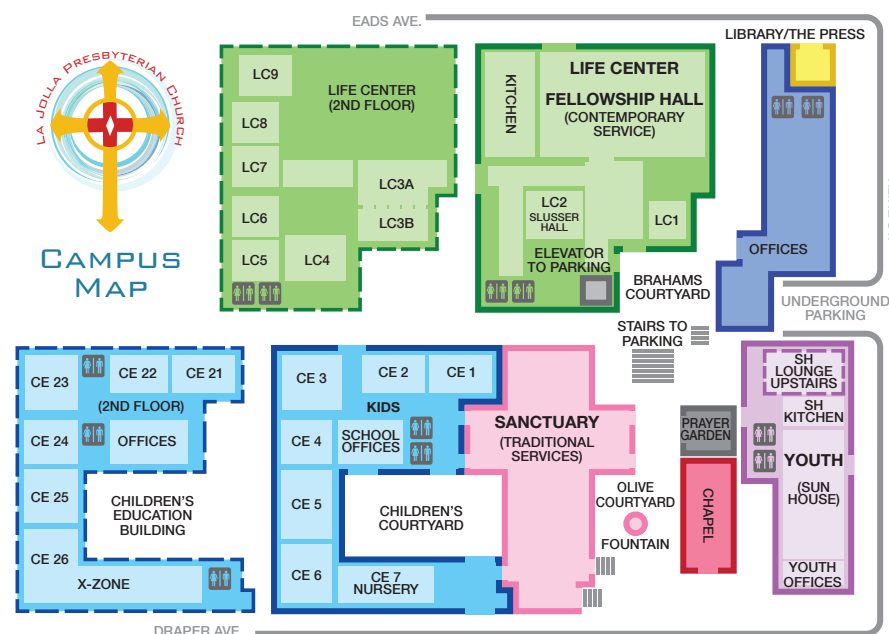 EADS AVE.
LA JOLLA PRESBYTERIAN CHURCH
CAMPUS
MAP
LC9
LIFE CENTER
(2ND FLOOR)
LC8
LC7
LC3A
LC6
LC3B
LC5
LC4
KITCHEN
LIFE CENTER
FELLOWSHIP HALL
(CONTEMPORARY
SERVICE)
LC2
SLUSSER
HALL
LC1
ELEVATOR
TO PARKING
BRAHAMS
COURTYARD
STAIRS TO
PARKING
LIBRARY/THE PRESS
OFFICES
UNDERGROUND
PARKING
CE 23
CE 22
CE 21
(2ND FLOOR)
CE 24
OFFICES
CE 25
CHILDREN'S
EDUCATION
BUILDING
CE 26
X-ZONE
CE 3
CE 2
CE 1
KIDS
CE 4
SCHOOL
OFFICES
CE 5
CHILDREN'S
COURTYARD
CE 6
CE 7
NURSERY
SANCTUARY
(TRADITIONAL
SERVICES)
OLIVE
COURTYARD
FOUNTAIN
PRAYER
GARDEN
CHAPEL
SH
LOUNGE
UPSTAIRS
SH
KITCHEN
YOUTH
(SUN
HOUSE)
YOUTH
OFFICES
DRAPER AVE.